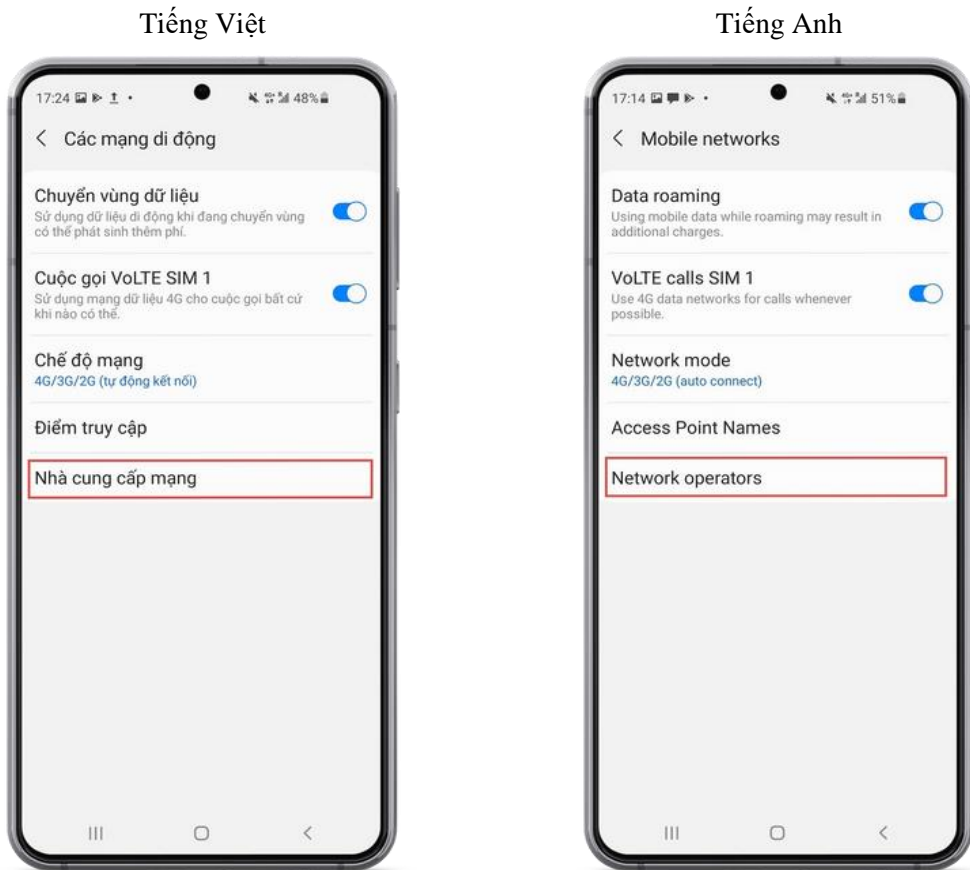 Tiếng Việt
17:24 48%
Các mạng di động
Chuyển vùng dữ liệu
Sử dụng dữ liệu di động khi đang chuyển vùng
có thể phát sinh thêm phí.
Cuộc gọi VoLTE SIM 1
Sử dụng mạng dữ liệu 4G cho cuộc gọi bất cứ
khi nào có thể.
Chế độ mạng
4G/3G/2G (tự động kết nối)
Điểm truy cập
Nhà cung cấp mạng
Tiếng Anh
17:14 51%
Mobile networks
Data roaming
Using mobile data while roaming may result in
additional charges.
VoLTE calls SIM 1
Use 4G data networks for calls whenever
possible.
Network mode
4G/3G/2G (auto connect)
Access Point Names
Network operators